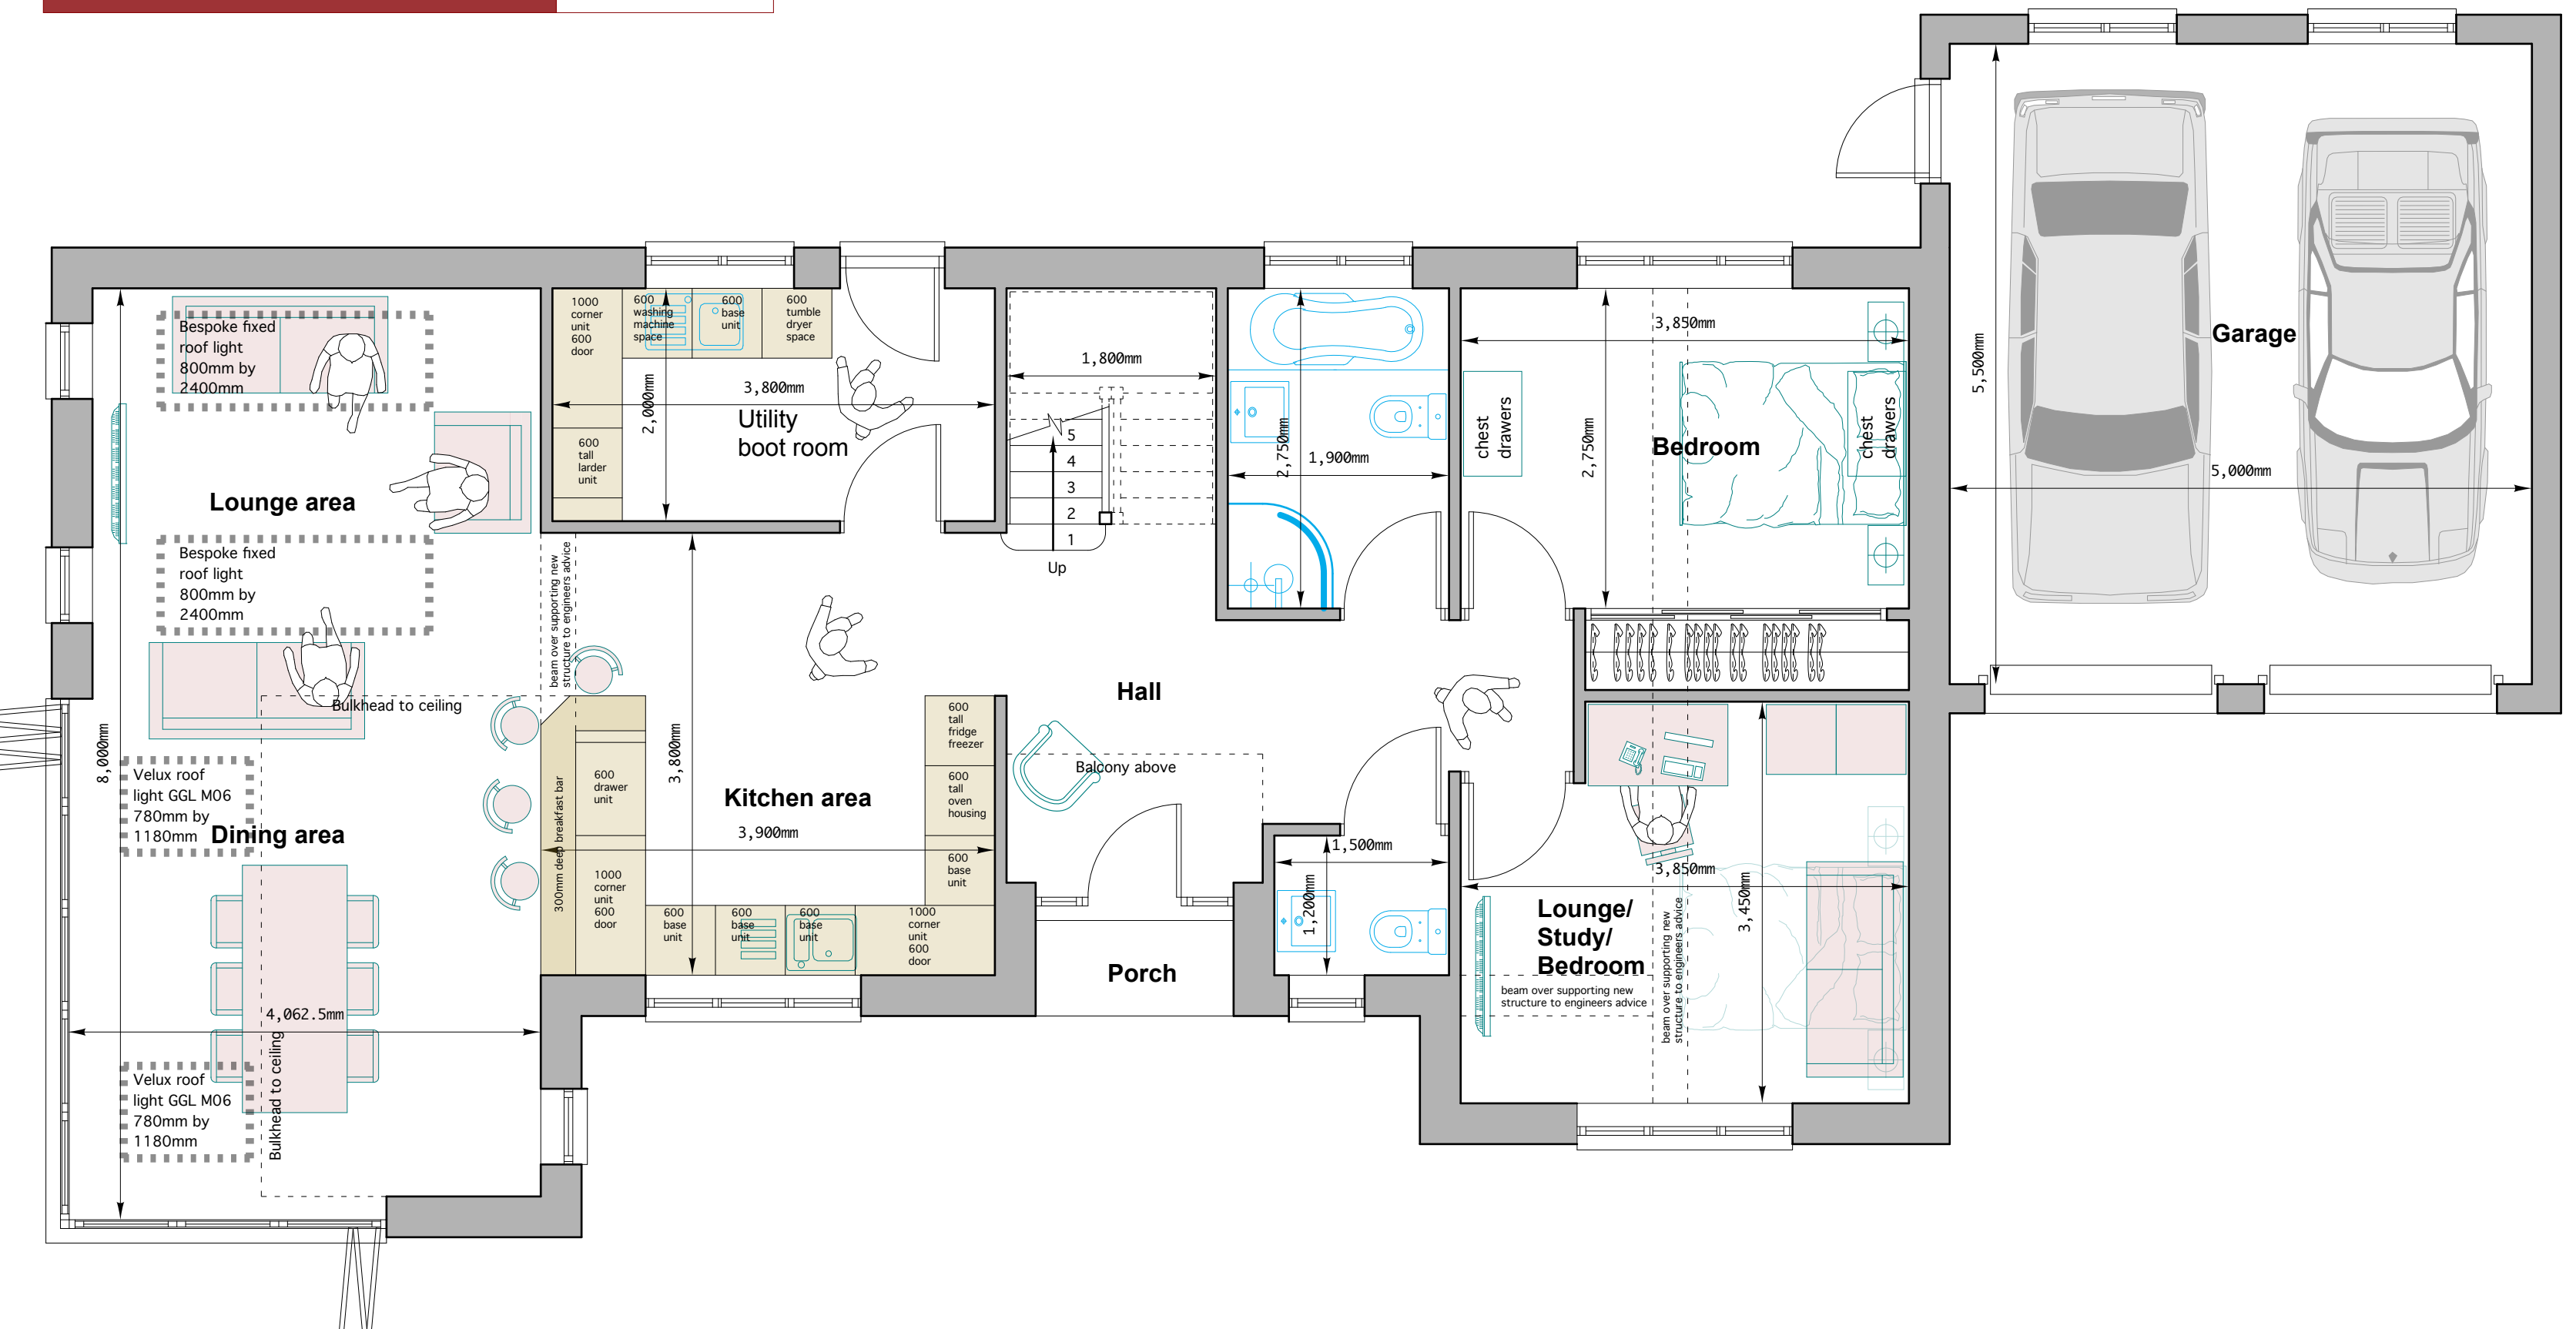 Bespoke fixed
roof light
800mm by
2400mm
Lounge area
Bespoke fixed
roof light
800mm by
2400mm
Bulkhead to ceiling
8,000mm
Velux roof
light GGL M06
780mm by
1180mm
Dining area
4,062.5mm
Bulkhead to ceiling
Velux roof
light GGL M06
780mm by
1180mm
1000
corner
unit
600
door
600
washing
machine
space
600
base
unit
600
tumble
dryer
space
600
tall
larder
unit
2,000mm
3,800mm
Utility
boot room
beam over supporting new
structure to engineers advice
300mm deep breakfast bar
600
drawer
unit
1000
corner
unit
600
door
3,800mm
Kitchen area
3,900mm
600
tall
fridge
freezer
600
tall
oven
housing
600
base
unit
600
base
unit
600
base
unit
600
base
unit
1000
corner
unit
600
door
1,800mm
5
4
3
2
1
Up
Hall
Balcony above
Porch
2,750mm
1,900mm
1,500mm
1,200mm
3,850mm
chest
drawers
2,750mm
Bedroom
chest
drawers
3,850mm
3,450mm
Lounge/
Study/
Bedroom
beam over supporting new
structure to engineers advice
beam over supporting new
structure to engineers advice
Garage
5,500mm
5,000mm